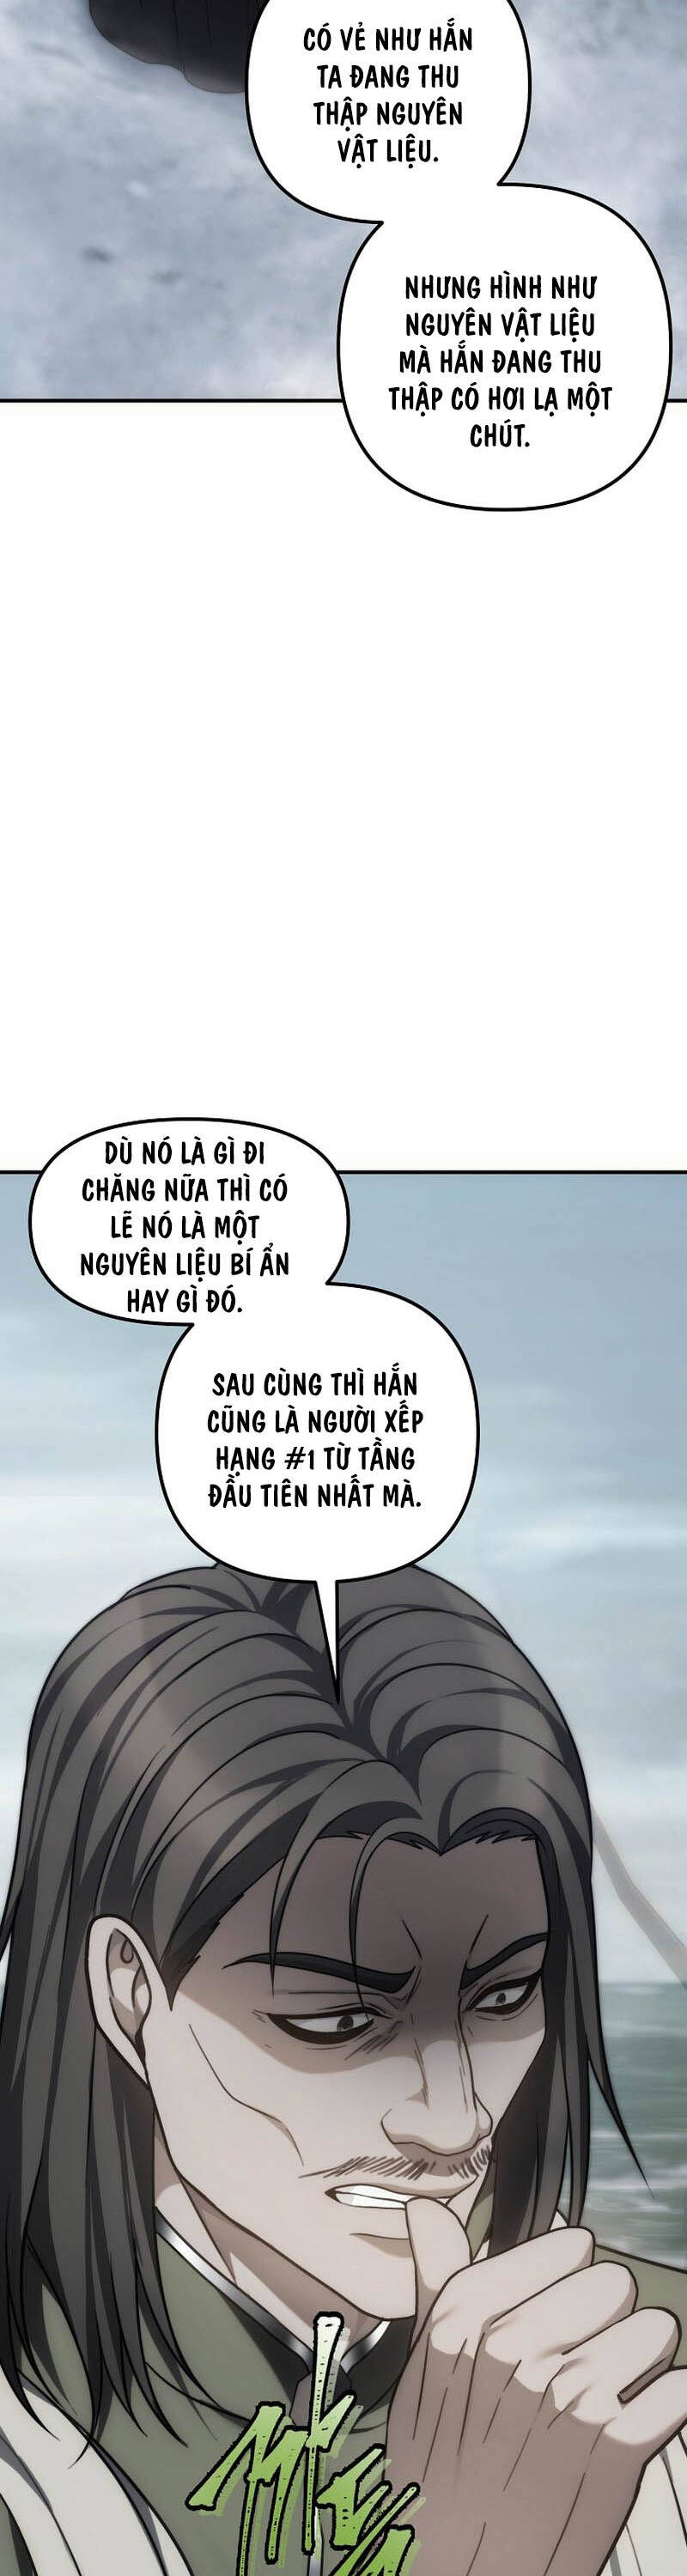 CÓ VẺ NHƯ HẮN
TA ĐANG THU
THẬP NGUYÊN
VẬT LIỆU.
NHƯNG HÌNH NHƯ
NGUYÊN VẬT LIỆU
MÀ HẮN ĐANG THU
THẬP CÓ HƠI LẠ MỘT
CHÚT.
DÙ NÓ LÀ GÌ ĐI
CHĂNG NỮA THÌ CÓ
LẼ NÓ LÀ MỘT
NGUYÊN LIỆU BÍ ẨN
HAY GÌ ĐÓ.
SAU CÙNG THÌ HẮN
CŨNG LÀ NGƯỜI XẾP
HẠNG #1 TỪ TẦNG
ĐẦU TIÊN NHẤT MÀ.